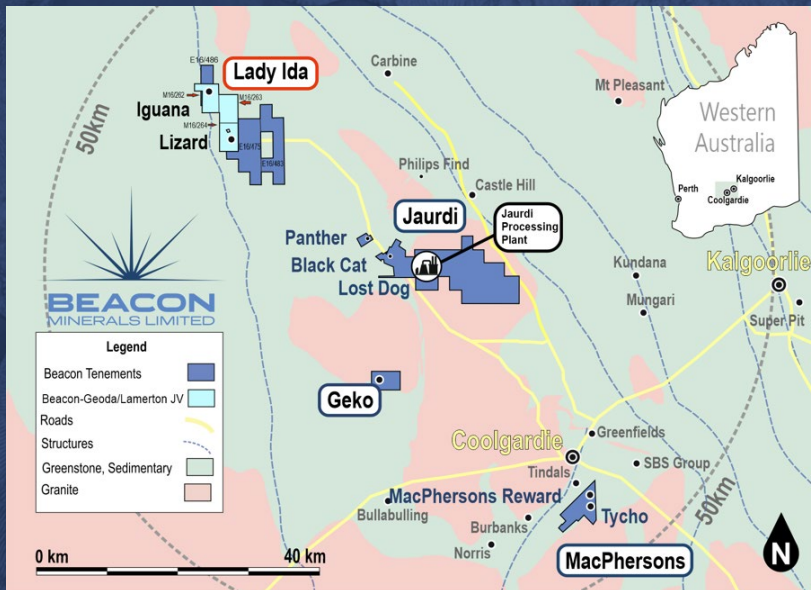 E16/486
Lady Ida
M16/262
M16/263
Iguana
M16/264
Lizard
E16/475
E16/483
50km
Carbine
Mt Pleasant
Western
Australia
Kalgoorlie
Perth
Coolgardie
Philips Find
Castle Hill
Jaurdi
Jaurdi
Processing
Plant
Panther
Black Cat
Lost Dog
Kundana
Mungari
Kalgoorlie
Super Pit
BEACON
MINERALS LIMITED
Legend
Beacon Tenements
Beacon-Geoda/Lamerton JV
Roads
Structures
Greenstone, Sedimentary
Granite
Geko
Coolgardie
Greenfields
SBS Group
Tindals
MacPhersons Reward
Bullabulling
Burbanks
Norris
Tycho
50km
MacPhersons
0 km
40 km
N